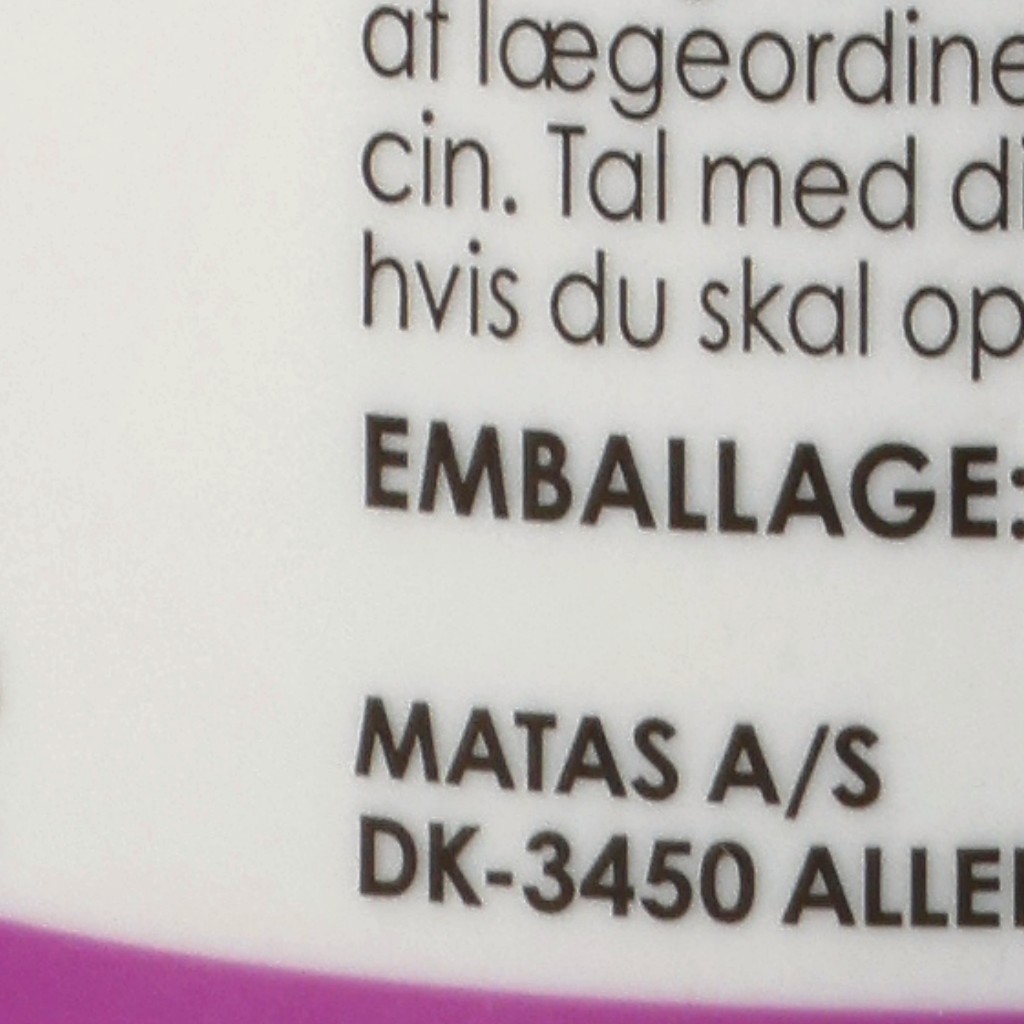 af lægeordine
cin. Tal med di
hvis du skal op
EMBALLAGE:
MATAS A/S
DK-3450 ALLE